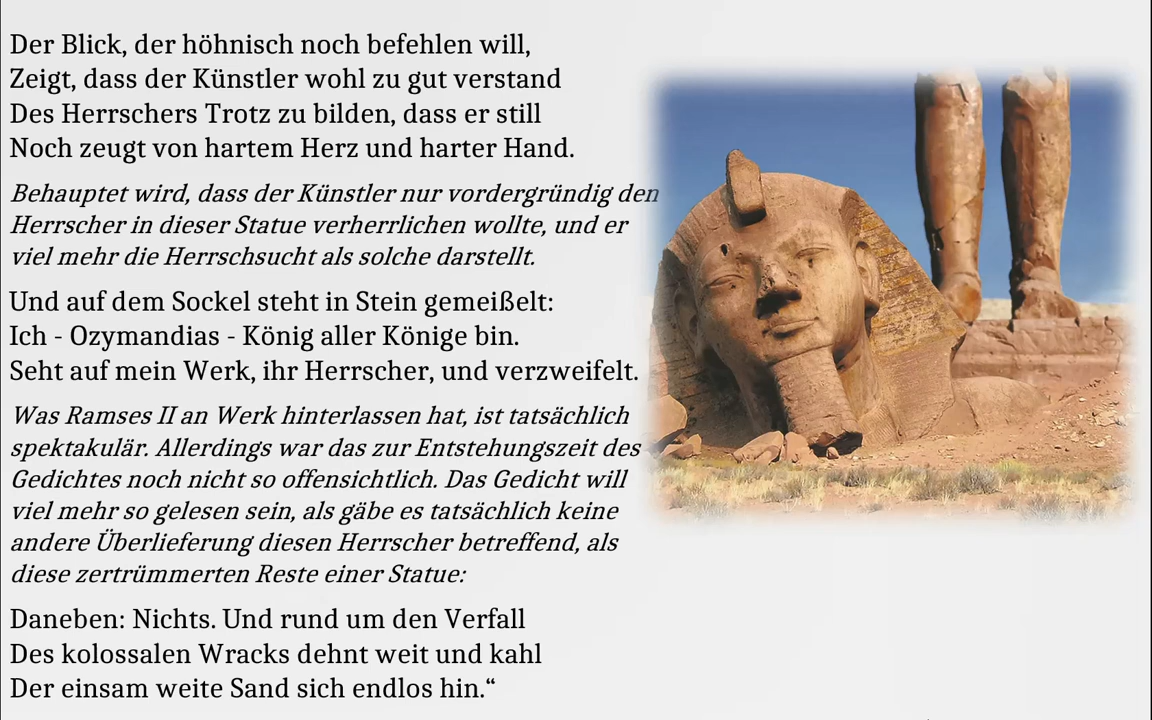 Der Blick, der höhnisch noch befehlen will,
Zeigt, dass der Künstler wohl zu gut verstand
Des Herrschers Trotz zu bilden, dass er still
Noch zeugt von hartem Herz und harter Hand.
Behauptet wird, dass der Künstler nur vordergründig den
Herrscher in dieser Statue verherrlichen wollte, und er
viel mehr die Herrschsucht als solche darstellt.
Und auf dem Sockel steht in Stein gemeißelt:
Ich - Ozymandias - König aller Könige bin.
Seht auf mein Werk, ihr Herrscher, und verzweifelt.
Was Ramses II an Werk hinterlassen hat, ist tatsächlich
spektakulär. Allerdings war das zur Entstehungszeit des
Gedichtes noch nicht so offensichtlich. Das Gedicht will
viel mehr so gelesen sein, als gäbe es tatsächlich keine
andere Überlieferung diesen Herrscher betreffend, als
diese zertrümmerten Reste einer Statue:
Daneben: Nichts. Und rund um den Verfall
Des kolossalen Wracks dehnt weit und kahl
Der einsam weite Sand sich endlos hin.“